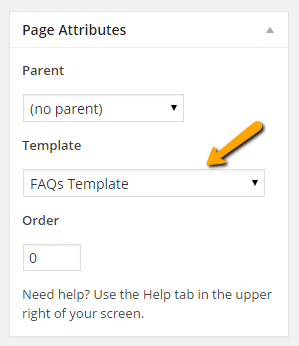 Page Attributes
Parent
(no parent)
Template
FAQs Template
Order
0
Need help? Use the Help tab in the upper
right of your screen.